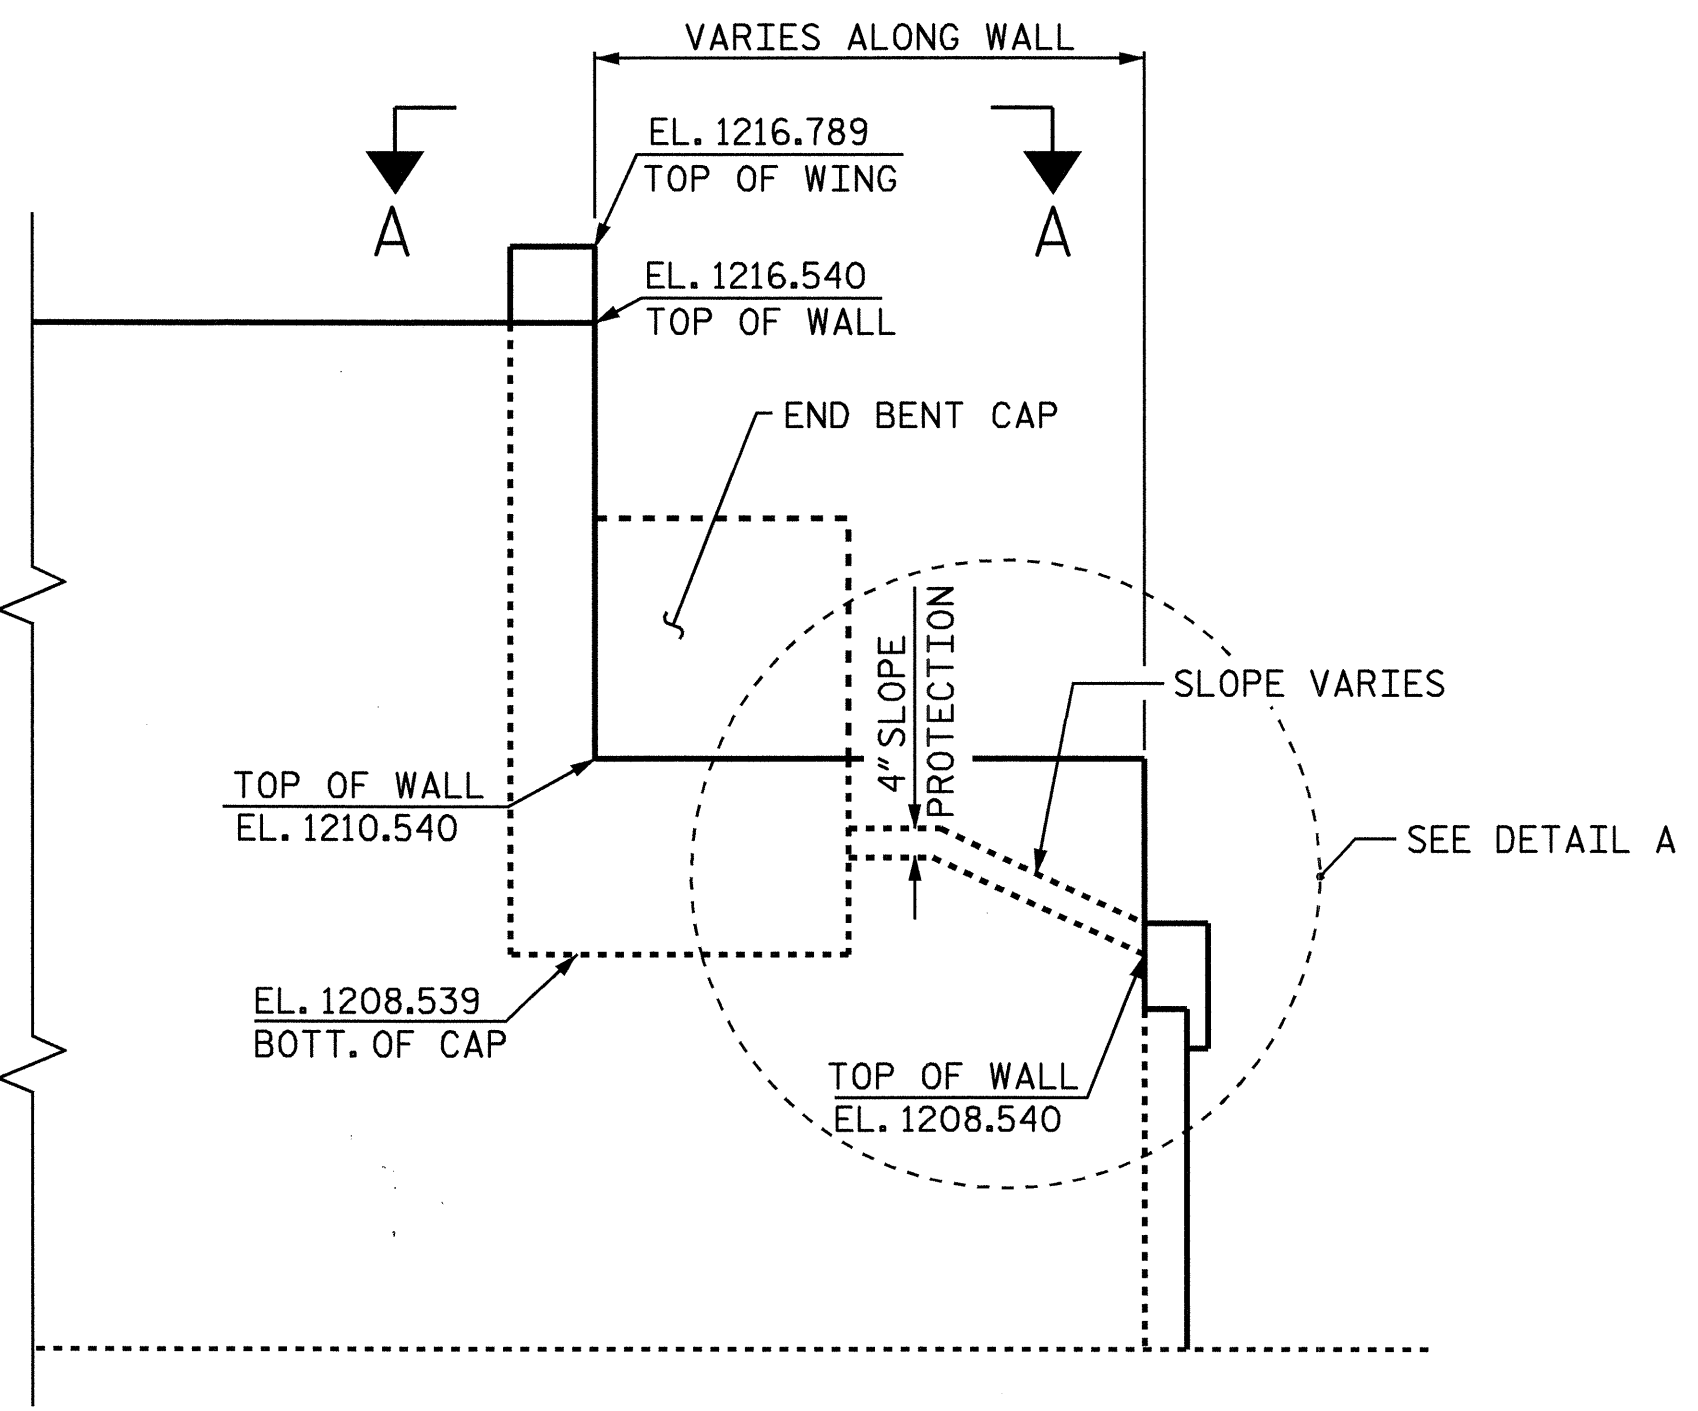 VARIES ALONG WALL
EL. 1216.789
TOP OF WING
A
A
EL. 1216.540
TOP OF WALL
END BENT CAP
4" SLOPE
PROTECTION
SLOPE VARIES
TOP OF WALL
EL. 1210.540
SEE DETAIL A
EL. 1208.539
BOTT. OF CAP
TOP OF WALL
EL. 1208.540